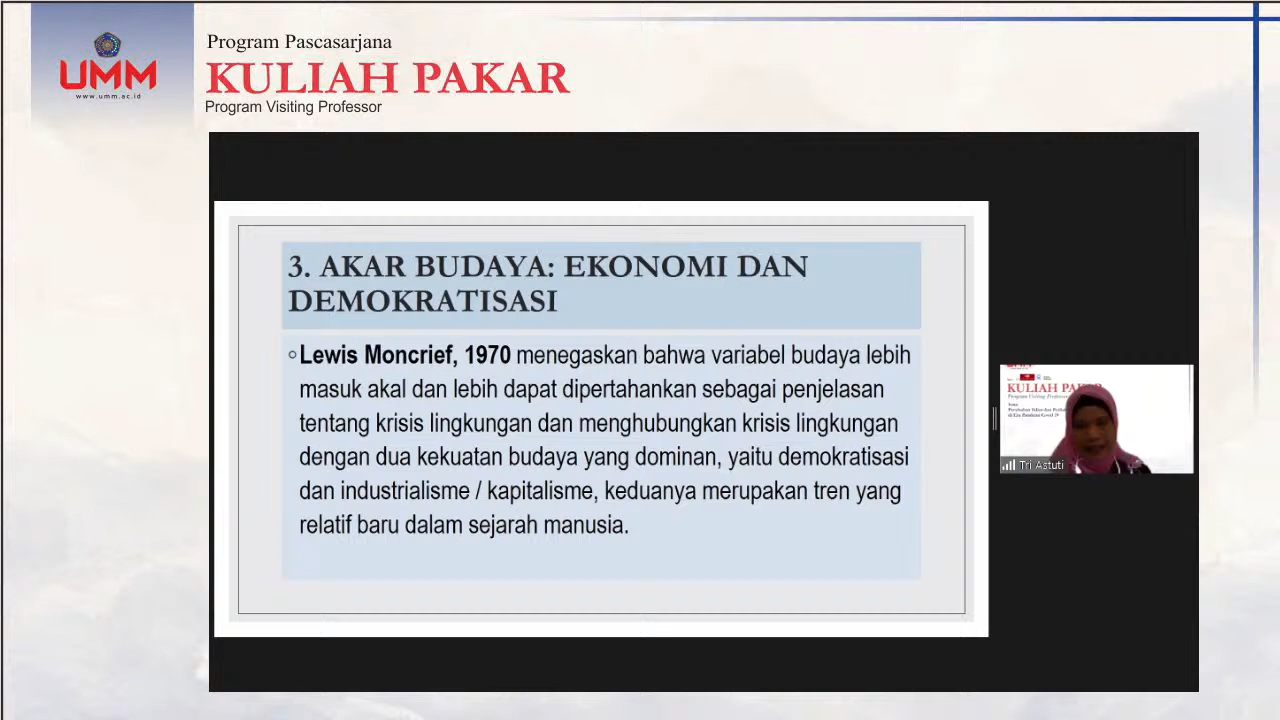 UMM
www.umm.ac.id
Program Pascasarjana
KULIAH PAKAR
Program Visiting Professor
3. AKAR BUDAYA: EKONOMI DAN
DEMOKRATISASI
Lewis Moncrief, 1970 menegaskan bahwa variabel budaya lebih
masuk akal dan lebih dapat dipertahankan sebagai penjelasan
tentang krisis lingkungan dan menghubungkan krisis lingkungan
dengan dua kekuatan budaya yang dominan, yaitu demokratisasi
dan industrialisme / kapitalisme, keduanya merupakan tren yang
relatif baru dalam sejarah manusia.
KULIAH PAKAR
Program Visiting
Tri Astuti